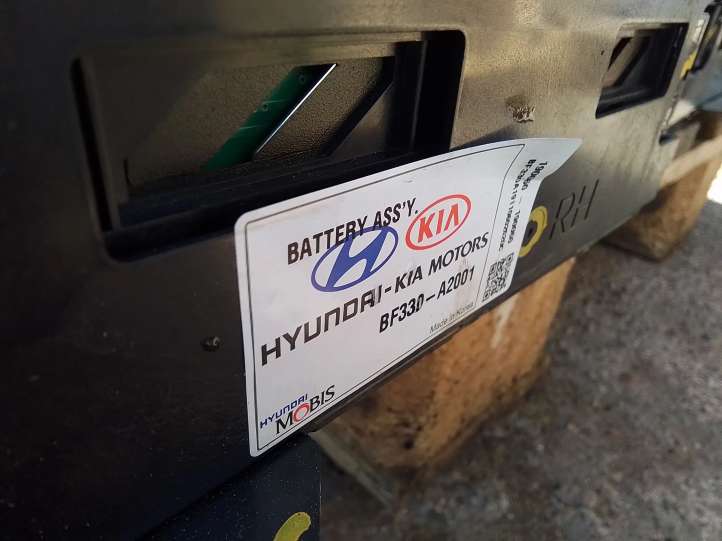 BATTERY ASS'Y.
KIA
HYUNDAI-KIA MOTORS
BF330-A2001
Made in Korea
HYUNDAI
MOBIS
RH